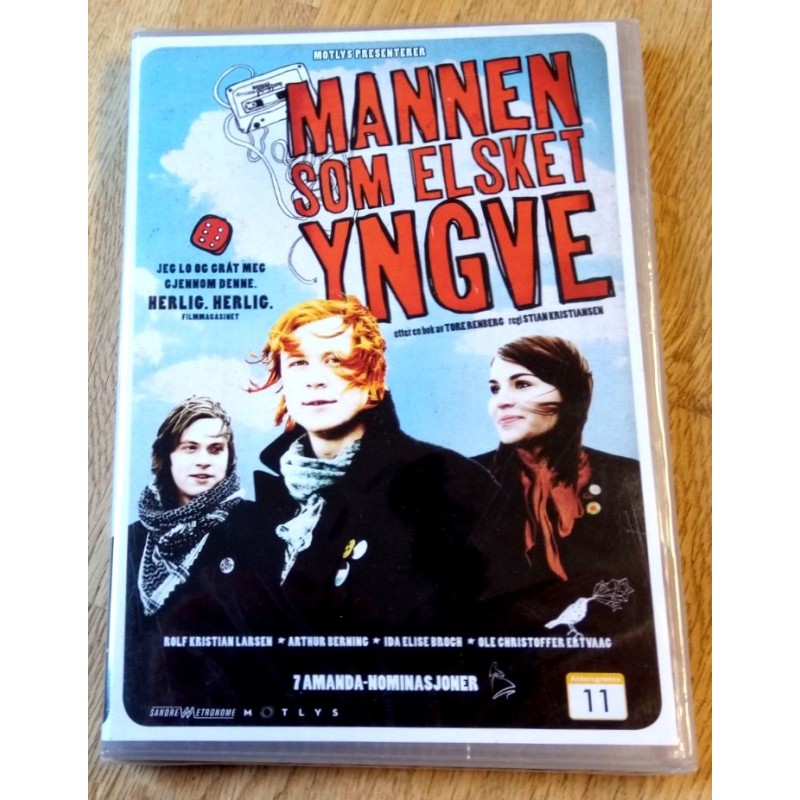 MOTLYS PRESENTERER
MANNEN
SOM ELSKET
YNGVE
JEG LO OG GRÅT MEG
GJENNOM DENNE.
HERLIG. HERLIG.
FILMMAGASINET
etter en bok av TORE RENBERG regi STIAN KRISTIANSEN
ROLF KRISTIAN LARSEN * ARTHUR BERNING * IDA ELISE BROCH * OLE CHRISTOFFER ERTVAAG
7 AMANDA-NOMINASJONER
Aldersgrense
11
SANDREW METRONOME MOTLYS